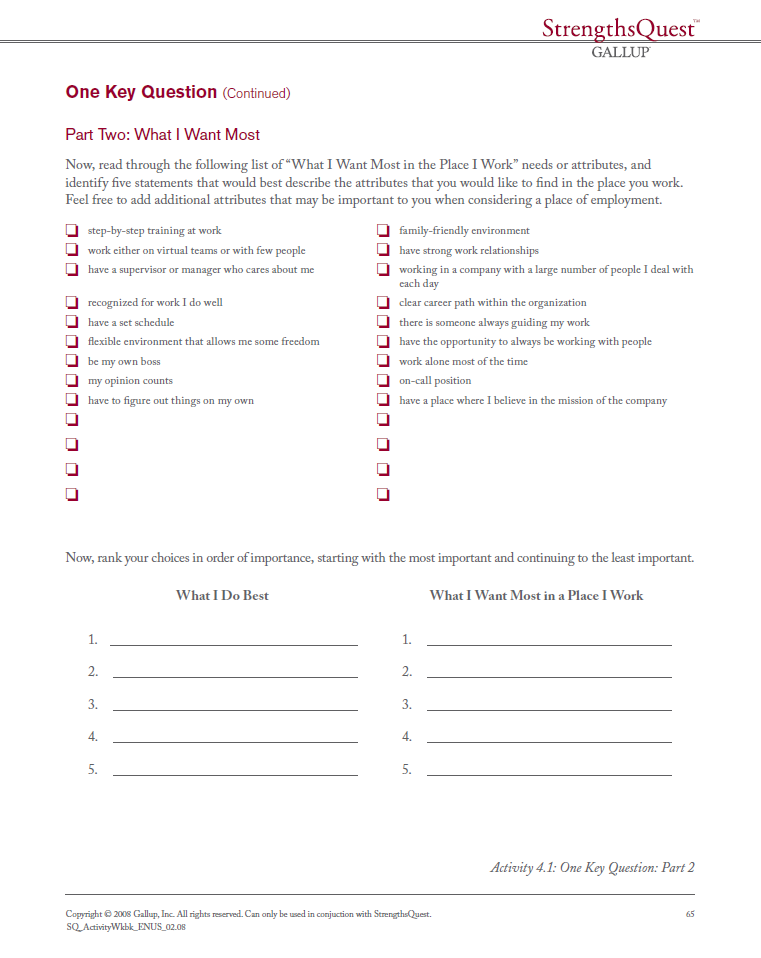 StrengthsQuest™
GALLUP
One Key Question (Continued)
Part Two: What I Want Most
Now, read through the following list of “What I Want Most in the Place I Work” needs or attributes, and
identify five statements that would best describe the attributes that you would like to find in the place you work.
Feel free to add additional attributes that may be important to you when considering a place of employment.
step-by-step training at work
work either on virtual teams or with few people
have a supervisor or manager who cares about me
recognized for work I do well
have a set schedule
flexible environment that allows me some freedom
be my own boss
my opinion counts
have to figure out things on my own
family-friendly environment
have strong work relationships
working in a company with a large number of people I deal with
each day
clear career path within the organization
there is someone always guiding my work
have the opportunity to always be working with people
work alone most of the time
on-call position
have a place where I believe in the mission of the company
Now, rank your choices in order of importance, starting with the most important and continuing to the least important.
What I Do Best
1.
2.
3.
4.
5.
What I Want Most in a Place I Work
1.
2.
3.
4.
5.
Activity 4.1: One Key Question: Part 2
Copyright © 2008 Gallup, Inc. All rights reserved. Can only be used in conjuction with StrengthsQuest.
65
SQ_ActivityWkbk_ENUS_02.08